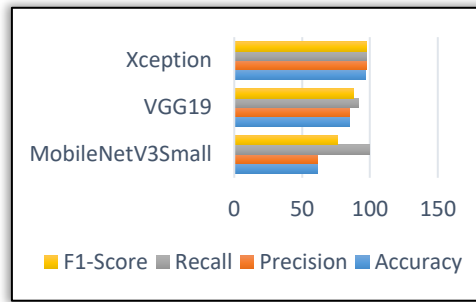 Xception
VGG19
MobileNetV3Small
0 50 100 150
F1-Score Recall Precision Accuracy